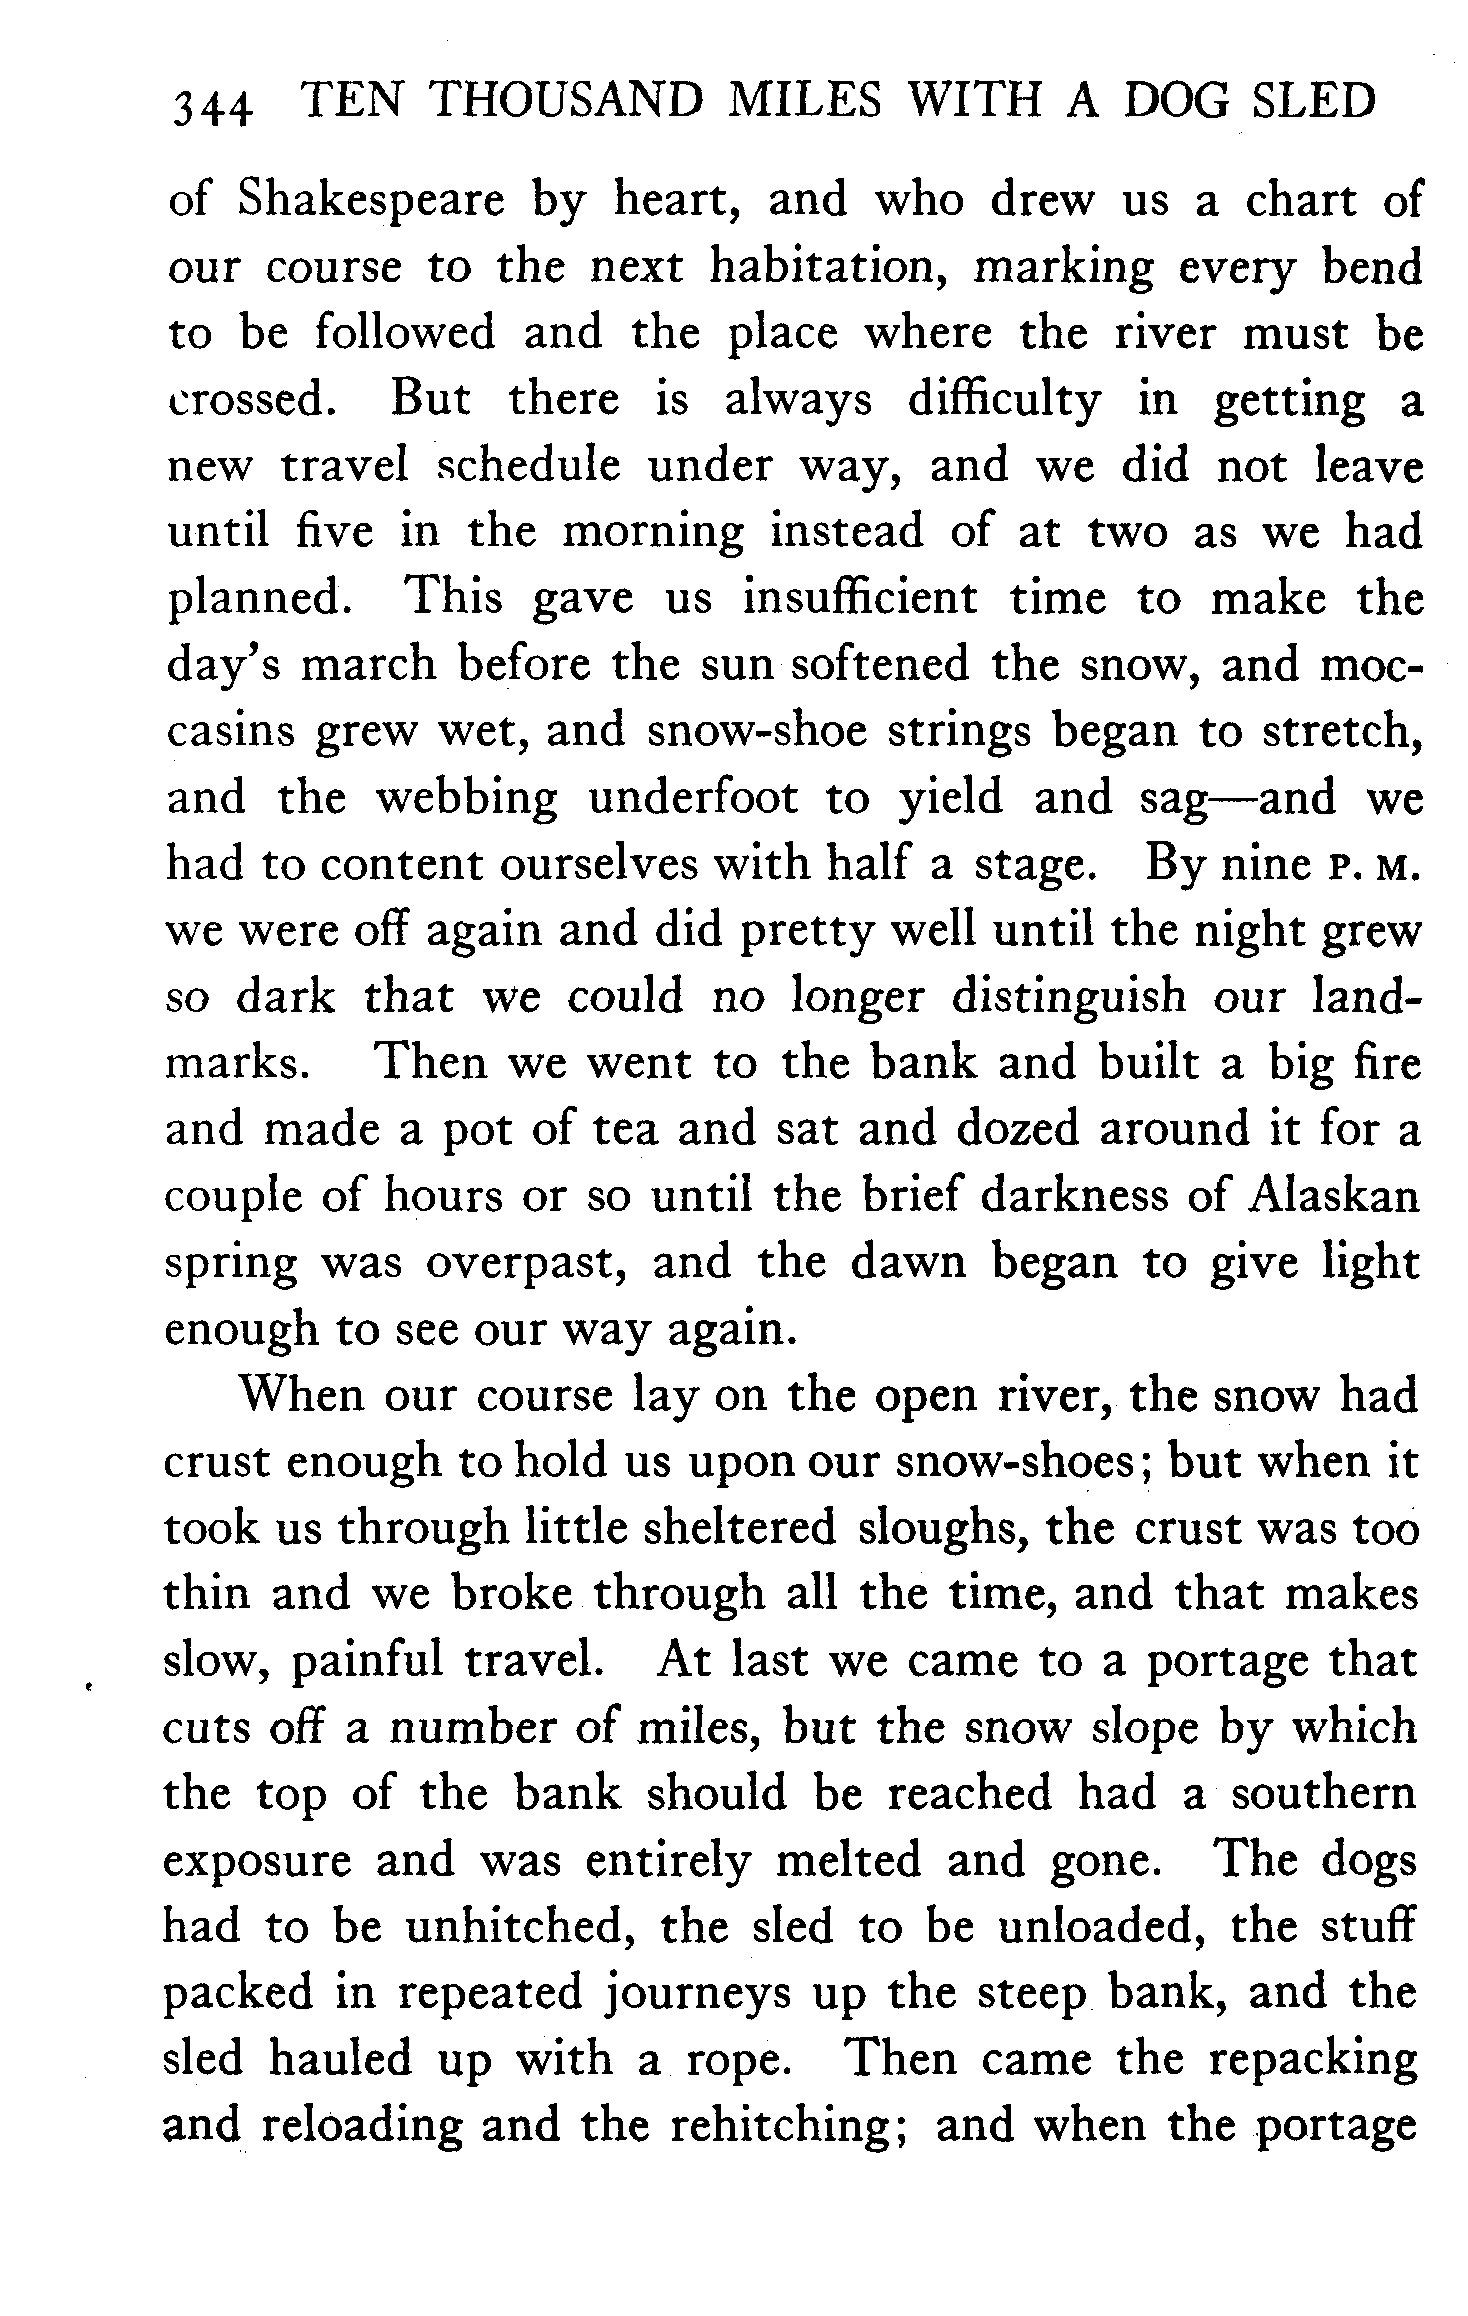 344 TEN THOUSAND MILES WITH A DOG SLED
of Shakespeare by heart, and who drew us a chart of
our course to the next habitation, marking every bend
to be followed and the place where the river must be
crossed. But there is always difficulty in getting a
new travel schedule under way, and we did not leave
until five in the morning instead of at two as we had
planned. This gave us insufficient time to make the
day's march before the sun softened the snow, and moc-
casins grew wet, and snow-shoe strings began to stretch,
and the webbing underfoot to yield and sag—and we
had to content ourselves with half a stage. By nine P. M.
we were off again and did pretty well until the night grew
so dark that we could no longer distinguish our land-
marks. Then we went to the bank and built a big fire
and made a pot of tea and sat and dozed around it for a
couple of hours or so until the brief darkness of Alaskan
spring was overpast, and the dawn began to give light
enough to see our way again.
When our course lay on the open river, the snow had
crust enough to hold us upon our snow-shoes; but when it
took us through little sheltered sloughs, the crust was too
thin and we broke through all the time, and that makes
slow, painful travel. At last we came to a portage that
cuts off a number of miles, but the snow slope by which
the top of the bank should be reached had a southern
exposure and was entirely melted and gone. The dogs
had to be unhitched, the sled to be unloaded, the stuff
packed in repeated journeys up the steep bank, and the
sled hauled up with a rope. Then came the repacking
and reloading and the rehitching; and when the portage